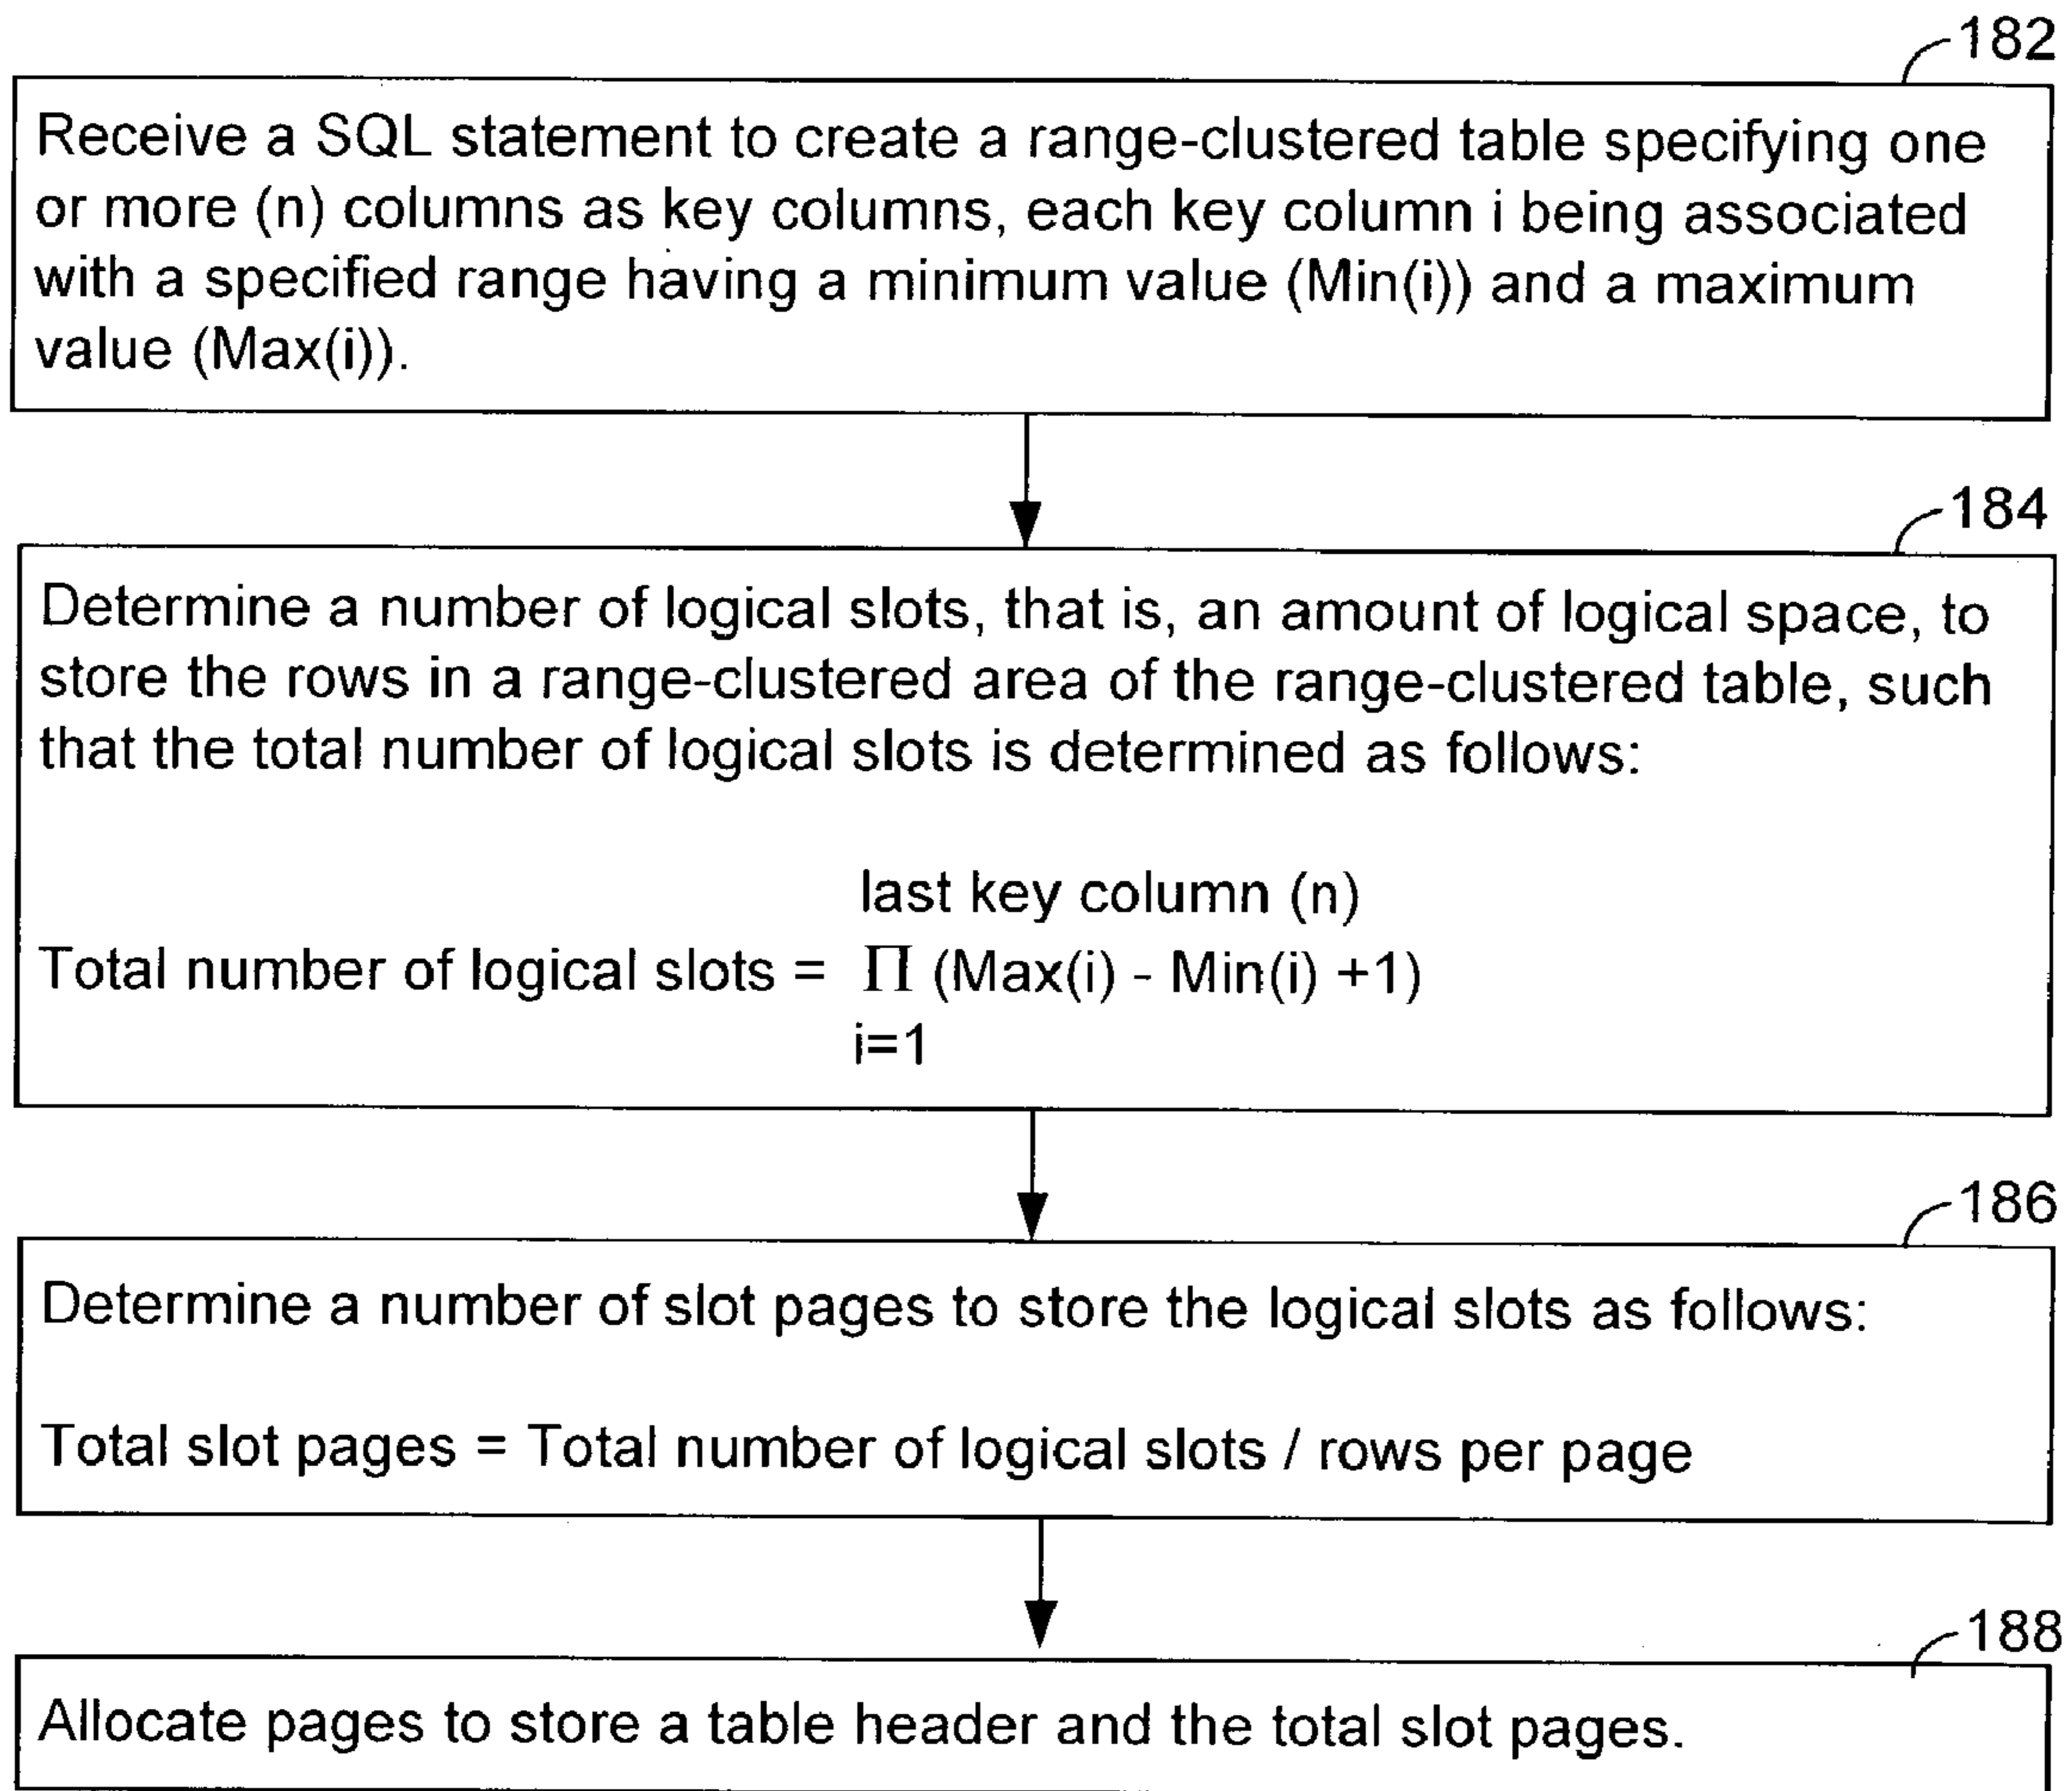 182
Receive a SQL statement to create a range-clustered table specifying one
or more (n) columns as key columns, each key column i being associated
with a specified range having a minimum value (Min(i)) and a maximum
value (Max(i)).
184
Determine a number of logical slots, that is, an amount of logical space, to
store the rows in a range-clustered area of the range-clustered table, such
that the total number of logical slots is determined as follows:
last key column (n)
Total number of logical slots = Π (Max(i) - Min(i) +1)
i=1
186
Determine a number of slot pages to store the logical slots as follows:
Total slot pages = Total number of logical slots / rows per page
188
Allocate pages to store a table header and the total slot pages.